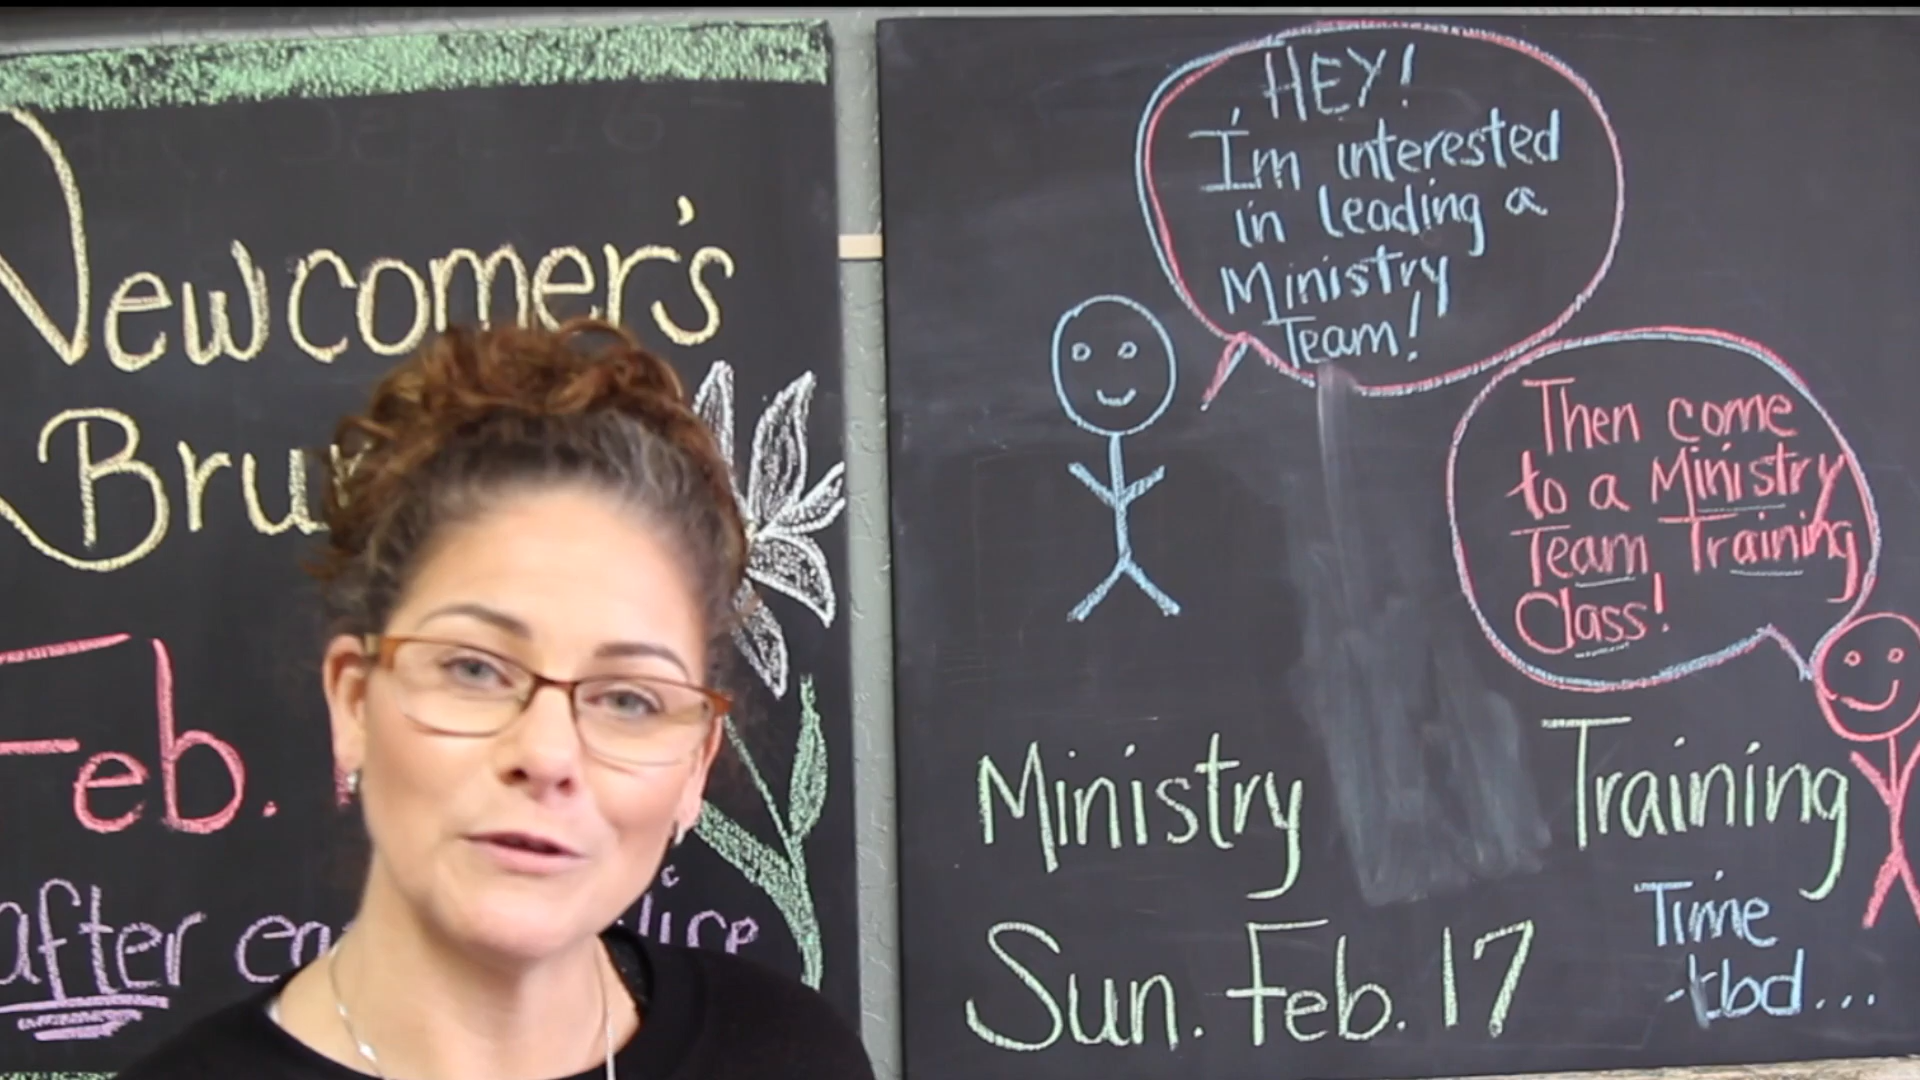 Newcomer's
Feb.
after
HEY!
I'm interested
in leading a
Ministry
Team!
Then come
to a Ministry
Team Training
Class!
Ministry Training
Sun. Feb. 17
Time
-tbd...